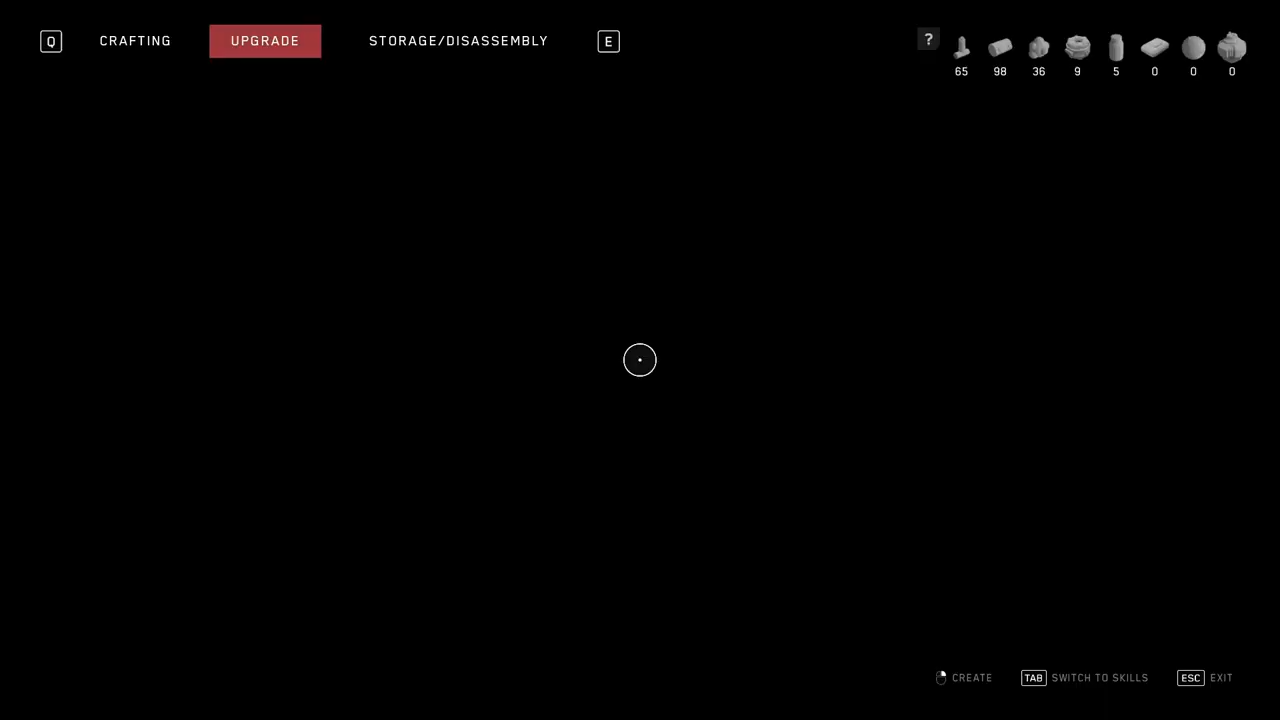 Q CRAFTING UPGRADE STORAGE/DISASSEMBLY E ?
65 98 36 9 5 0 0 0
CREATE TAB SWITCH TO SKILLS ESC EXIT